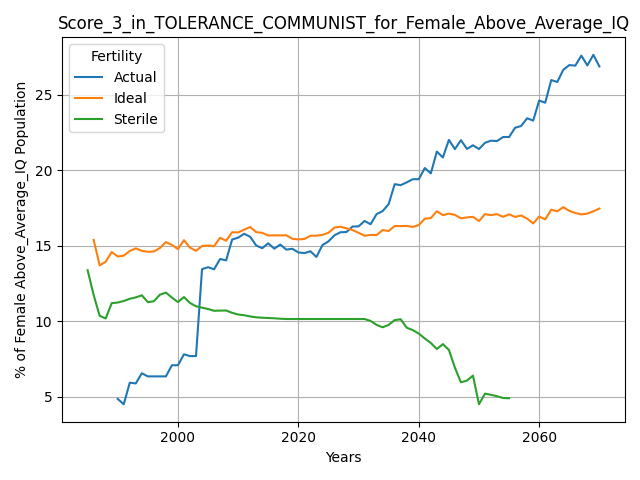 Score_3_in_TOLERANCE_COMMUNIST_for_Female_Above_Average_IQ
Fertility
Actual
Ideal
Sterile
% of Female Above_Average_IQ Population
25
20
15
10
5
2000
2020
2040
2060
Years